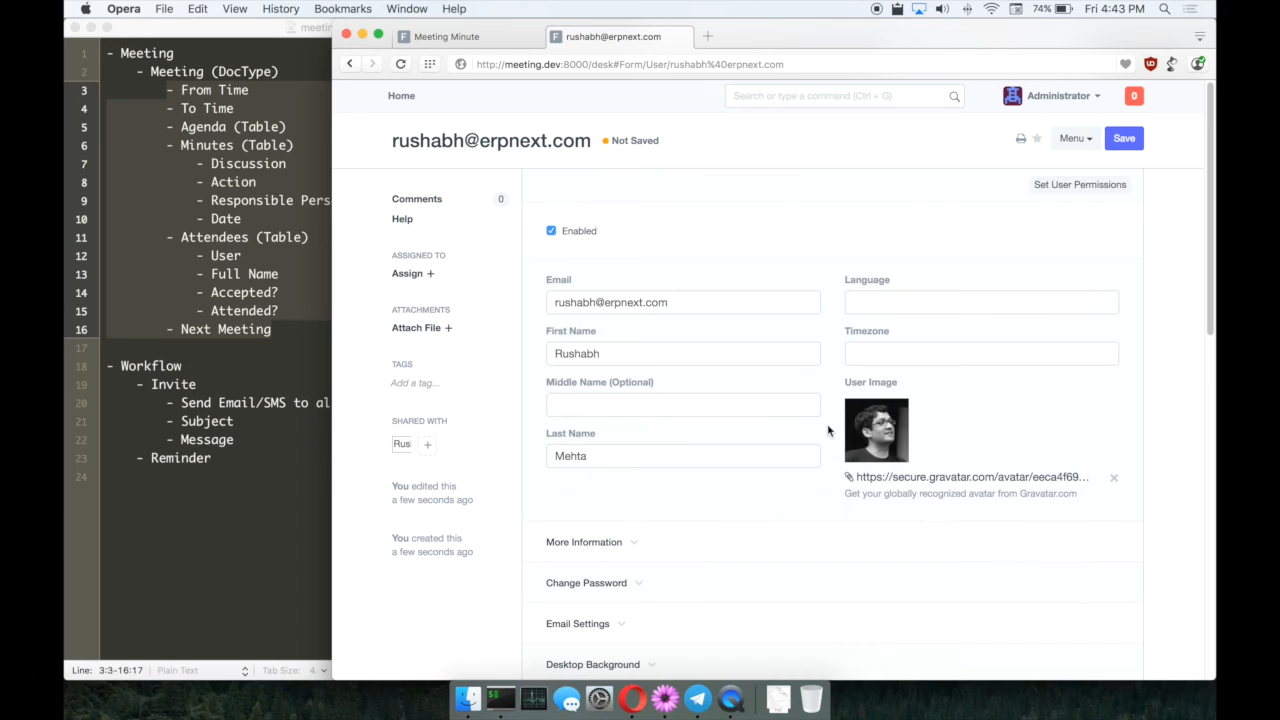 Opera File Edit View History Bookmarks Window Help
74% Fri 4:43 PM
1 - Meeting
2 - Meeting (DocType)
3 - From Time
4 - To Time
5 - Agenda (Table)
6 - Minutes (Table)
7 - Discussion
8 - Action
9 - Responsible Pers
10 - Date
11 - Attendees (Table)
12 - User
13 - Full Name
14 - Accepted?
15 - Attended?
16 - Next Meeting
17
18 - Workflow
19 - Invite
20 - Send Email/SMS to al
21 - Subject
22 - Message
23 - Reminder
24
Line: 3:3-16:17 Plain Text Tab Size: 4
meetin
F Meeting Minute
F rushabh@erpnext.com
http://meeting.dev:8000/desk#Form/User/rushabh%40erpnext.com
Home
Search or type a command (Ctrl + G)
Administrator
0
rushabh@erpnext.com
Not Saved
Menu
Save
Comments 0
Help
ASSIGNED TO
Assign +
ATTACHMENTS
Attach File +
TAGS
Add a tag...
SHARED WITH
Rus +
You edited this
a few seconds ago
You created this
a few seconds ago
Set User Permissions
Enabled
Email
rushabh@erpnext.com
First Name
Rushabh
Middle Name (Optional)
Last Name
Mehta
Language
Timezone
User Image
https://secure.gravatar.com/avatar/eeca4f69...
Get your globally recognized avatar from Gravatar.com
More Information
Change Password
Email Settings
Desktop Background